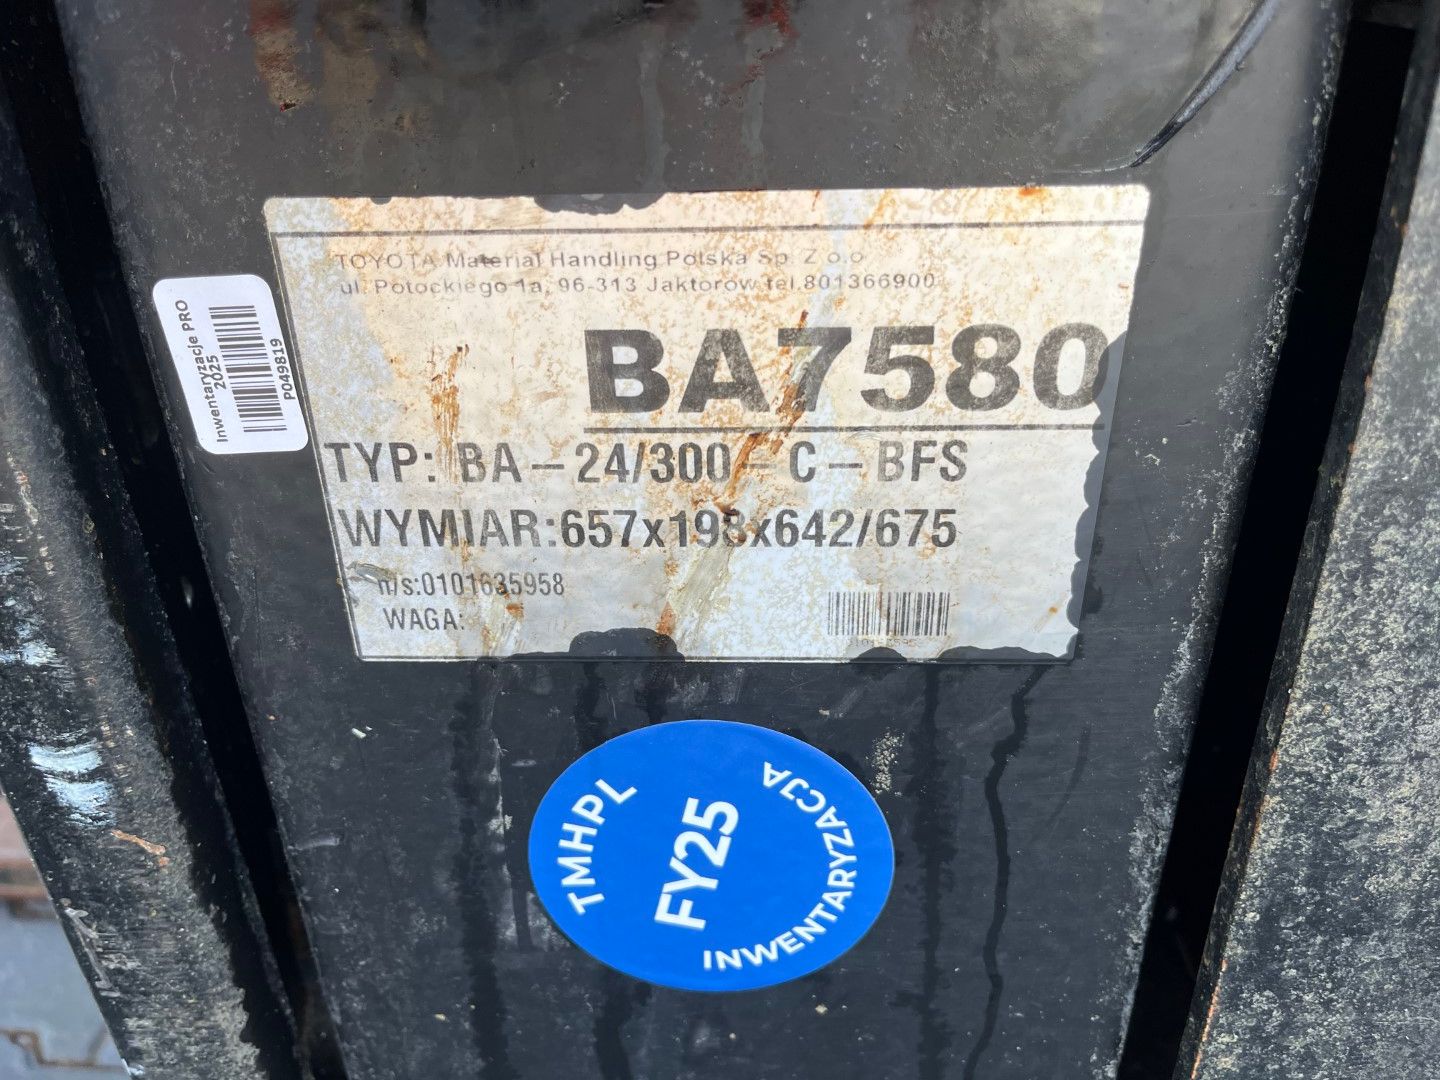 TOYOTA Material Handling Polska Sp. Z o.o
ul. Potockiego 1a, 96-313 Jaktorów tel.801366900
BA7580
TYP: BA-24/300-C-BFS
WYMIAR:657x198x642/675
n/s:0101635958
WAGA:
Inwentaryzacje PRO
2025
P049819
TMHPL
FY25
INWENTARYZACJA